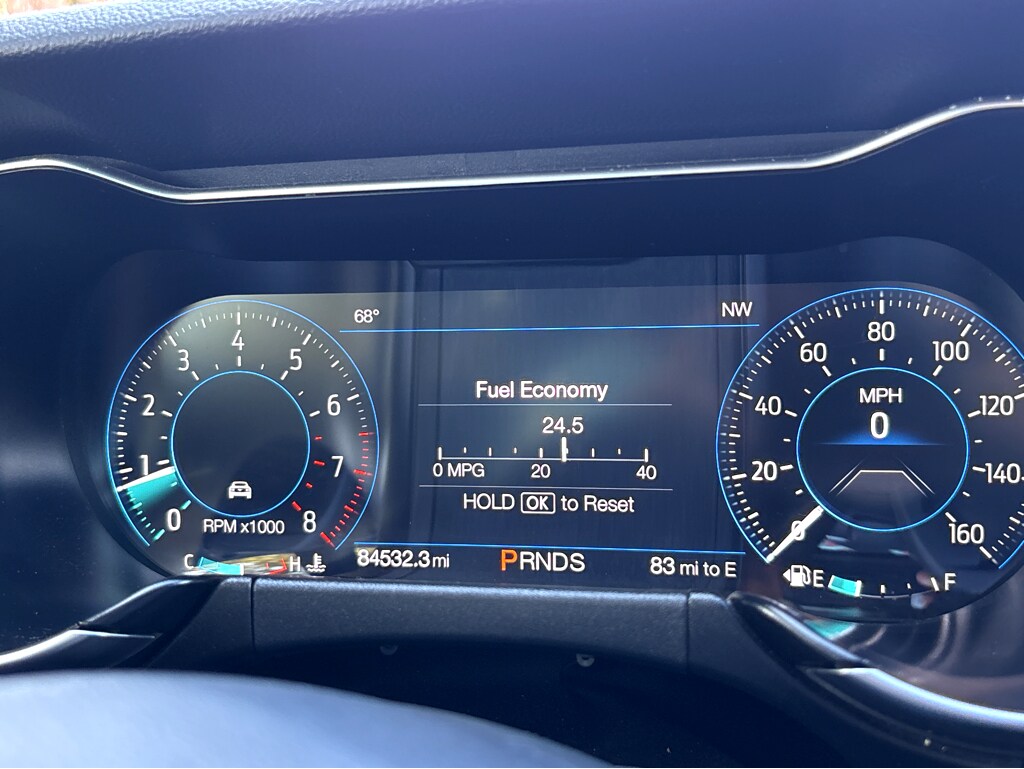 68° NW
0 1 2 3 4 5 6 7 8
RPM x1000
C H
Fuel Economy
24.5
0 MPG 20 40
HOLD OK to Reset
84532.3 mi PRNDS 83 mi to E
0 20 40 60 80 100 120 140 160
MPH
0
E F